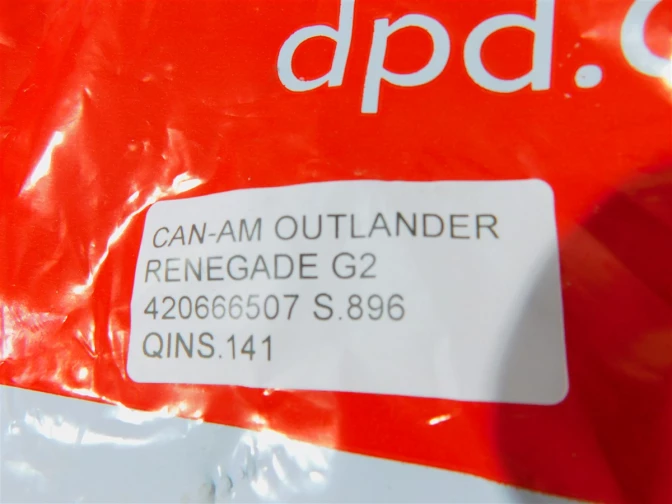 dpd.
CAN-AM OUTLANDER
RENEGADE G2
420666507 S.896
QINS.141